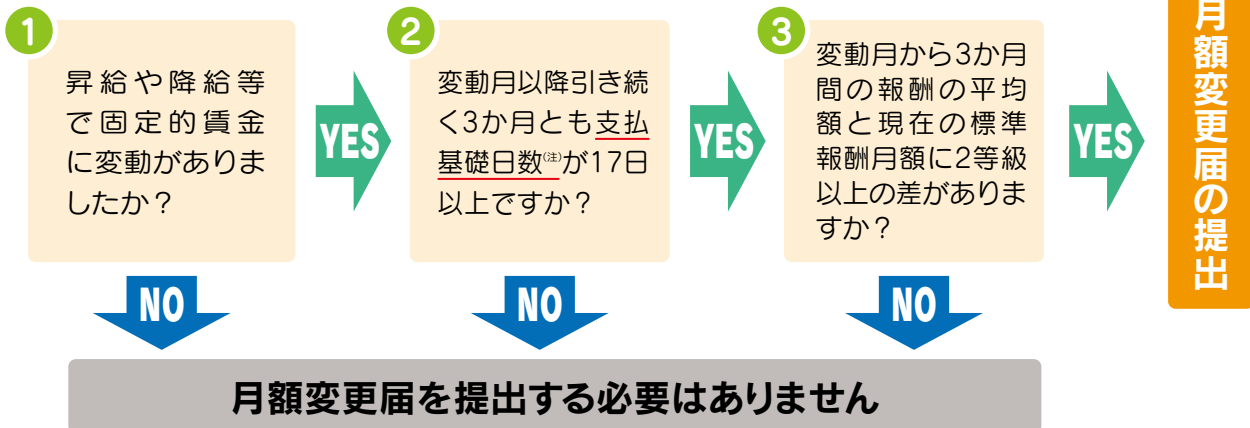 1
昇給や降給等
で固定的賃金
に変動がありま
したか？
YES
2
変動月以降引き続
く3か月とも支払
基礎日数(注)が17日
以上ですか？
YES
3
変動月から3か月
間の報酬の平均
額と現在の標準
報酬月額に2等級
以上の差がありま
すか？
YES
月額変更届の提出
NO
NO
NO
月額変更届を提出する必要はありません